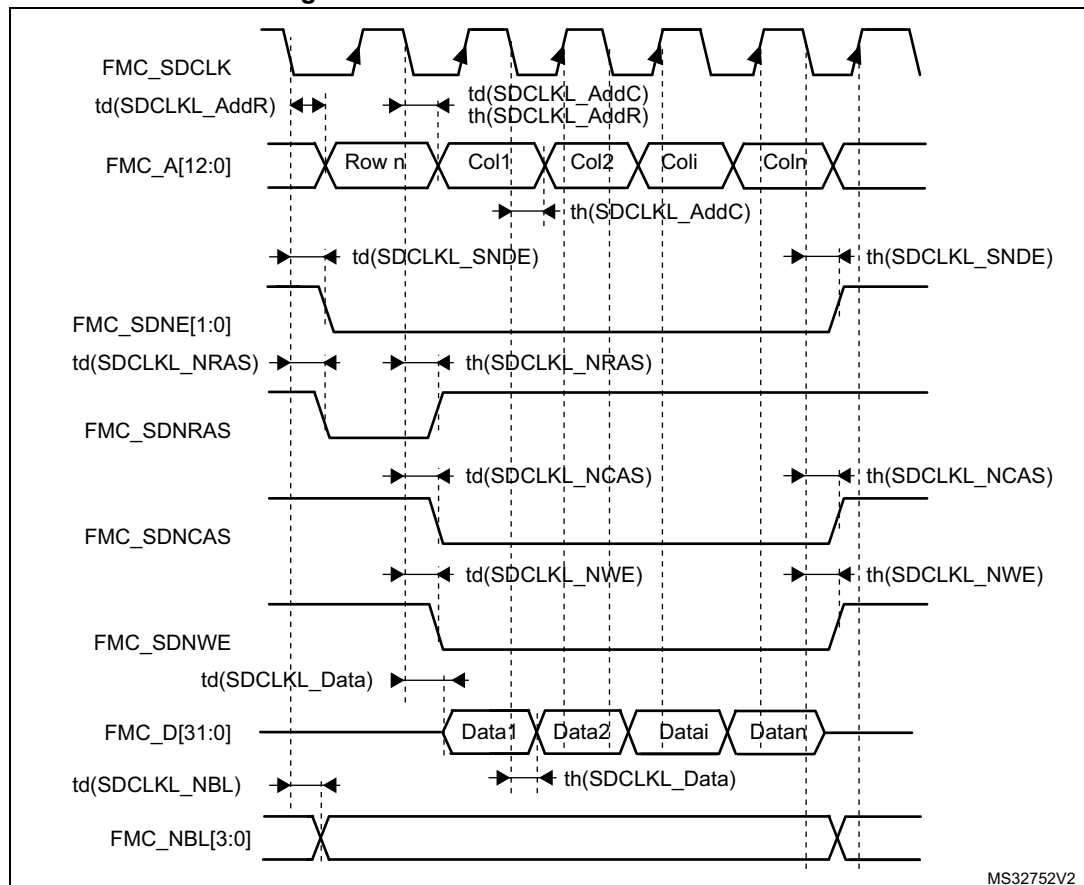 FMC_SDCLK
td(SDCLKL_AddR)
td(SDCLKL_AddC)
th(SDCLKL_AddR)
FMC_A[12:0]
Row n
Col1
Col2
Coli
Coln
th(SDCLKL_AddC)
td(SDCLKL_SNDE)
th(SDCLKL_SNDE)
FMC_SDNE[1:0]
td(SDCLKL_NRAS)
th(SDCLKL_NRAS)
FMC_SDNRAS
td(SDCLKL_NCAS)
th(SDCLKL_NCAS)
FMC_SDNCAS
td(SDCLKL_NWE)
th(SDCLKL_NWE)
FMC_SDNWE
td(SDCLKL_Data)
FMC_D[31:0]
Data1
Data2
Datai
Datan
td(SDCLKL_NBL)
th(SDCLKL_Data)
FMC_NBL[3:0]
MS32752V2